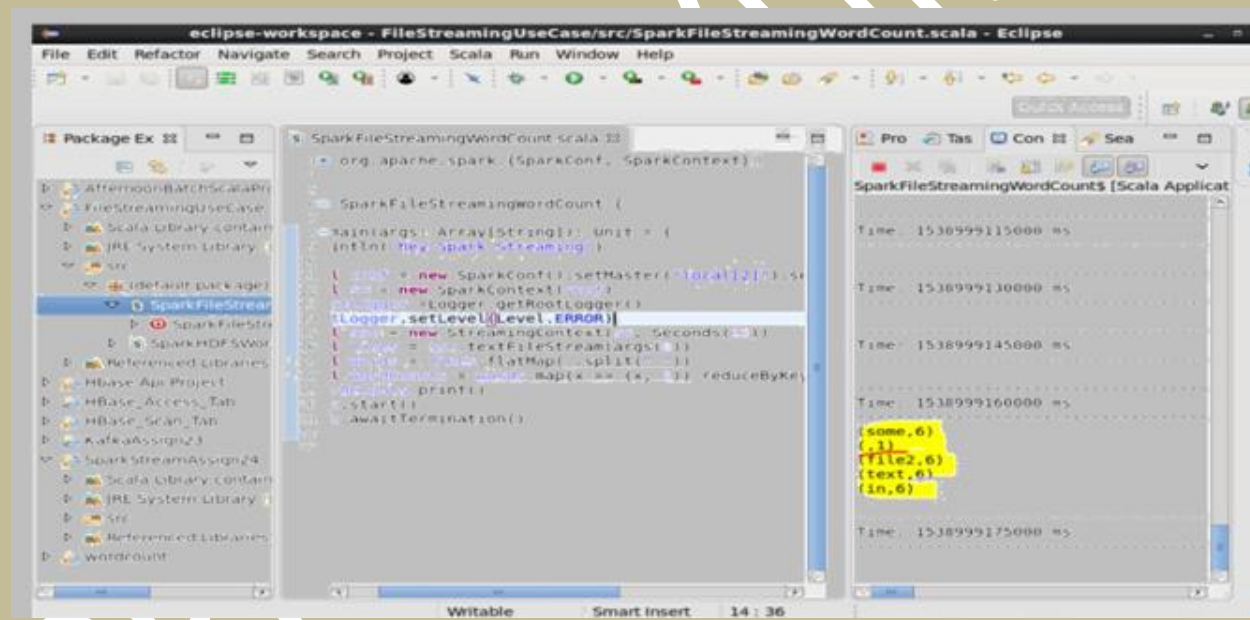 eclipse-workspace - FileStreamingUseCase/src/SparkFileStreamingWordCount.scala - Eclipse
File Edit Refactor Navigate Search Project Scala Run Window Help
Quick Access
Package Ex
AfternoonBatchScalaPr
FileStreamingUseCase
Scala Library contain
JRE System Library
src
(default package)
SparkFileStrear
SparkFileStr
SparkHDFSWor
Referenced Libraries
Hbase Api Project
HBase_Access_Tab
HBase_Scan_Tab
KafkaAssign23
SparkStreamAssign24
Scala Library contain
JRE System Library
src
Referenced Libraries
wordcount
SparkFileStreamingWordCount.scala
org.apache.spark.{SparkConf, SparkContext}
SparkFileStreamingWordCount {
main(args: Array[String]): Unit = {
intln("Hey Spark Streaming")
= new SparkConf().setMaster("local[2]").se
= new SparkContext(
=Logger.getRootLogger()
tLogger.setLevel(Level.ERROR)
= new StreamingContext( Seconds(
textFileStream(args(
.flatMap(_.split(
map(x => (x, reduceByKey
print()
.start()
awaitTermination()
Pro Tas Con Sea
SparkFileStreamingWordCount$ [Scala Applicat
Time: 1538999115000 ms
Time: 1538999130000 ms
Time: 1538999145000 ms
Time: 1538999160000 ms
(some,6)
(,1)
(file2,6)
(text,6)
(in,6)
Time: 1538999175000 ms
Writable Smart Insert 14 : 36